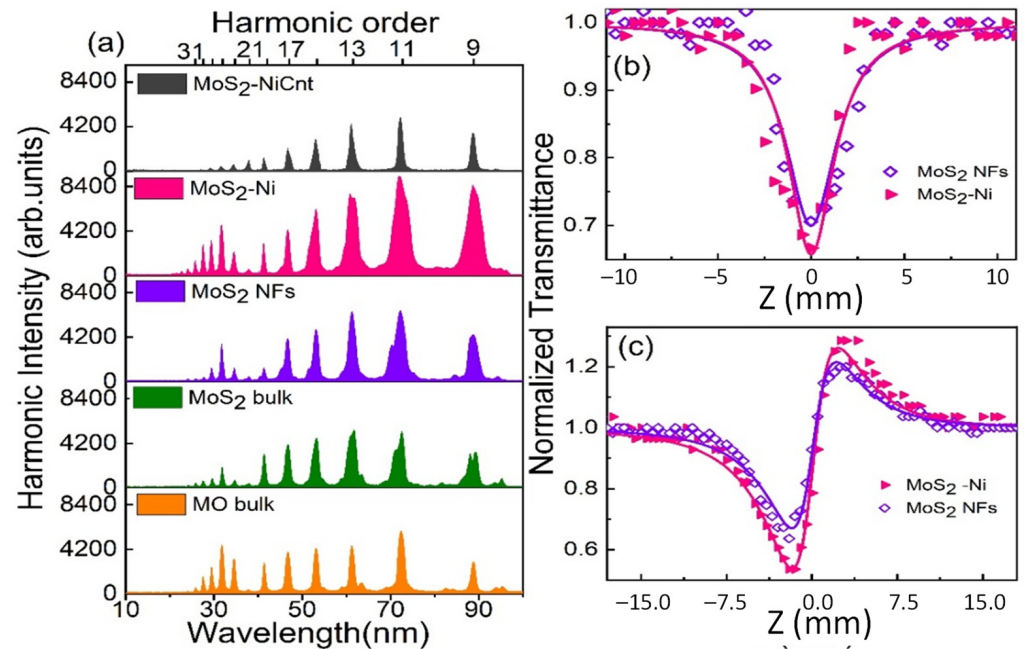 Harmonic order
(a)
31 21 17 13 11 9
Harmonic Intensity (arb.units)
8400
4200
0
MoS2-NiCnt
8400
4200
0
MoS2-Ni
8400
4200
0
MoS2 NFs
8400
4200
0
MoS2 bulk
8400
4200
0
MO bulk
10 30 50 70 90
Wavelength(nm)
Normalized Transmittance
(b)
1.0
0.9
0.8
0.7
MoS2 NFs
MoS2-Ni
−10 −5 0 5 10
Z (mm)
(c)
1.2
1.0
0.8
0.6
MoS2 -Ni
MoS2 NFs
−15.0 −7.5 0.0 7.5 15.0
Z (mm)